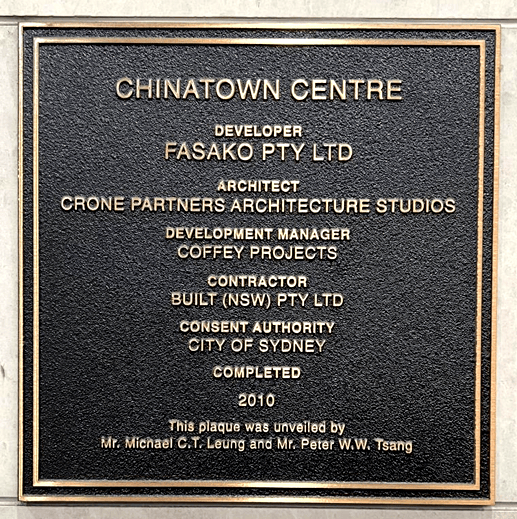 CHINATOWN CENTRE
DEVELOPER
FASAKO PTY LTD
ARCHITECT
CRONE PARTNERS ARCHITECTURE STUDIOS
DEVELOPMENT MANAGER
COFFEY PROJECTS
CONTRACTOR
BUILT (NSW) PTY LTD
CONSENT AUTHORITY
CITY OF SYDNEY
COMPLETED
2010
This plaque was unveiled by
Mr. Michael C.T. Leung and Mr. Peter W.W. Tsang